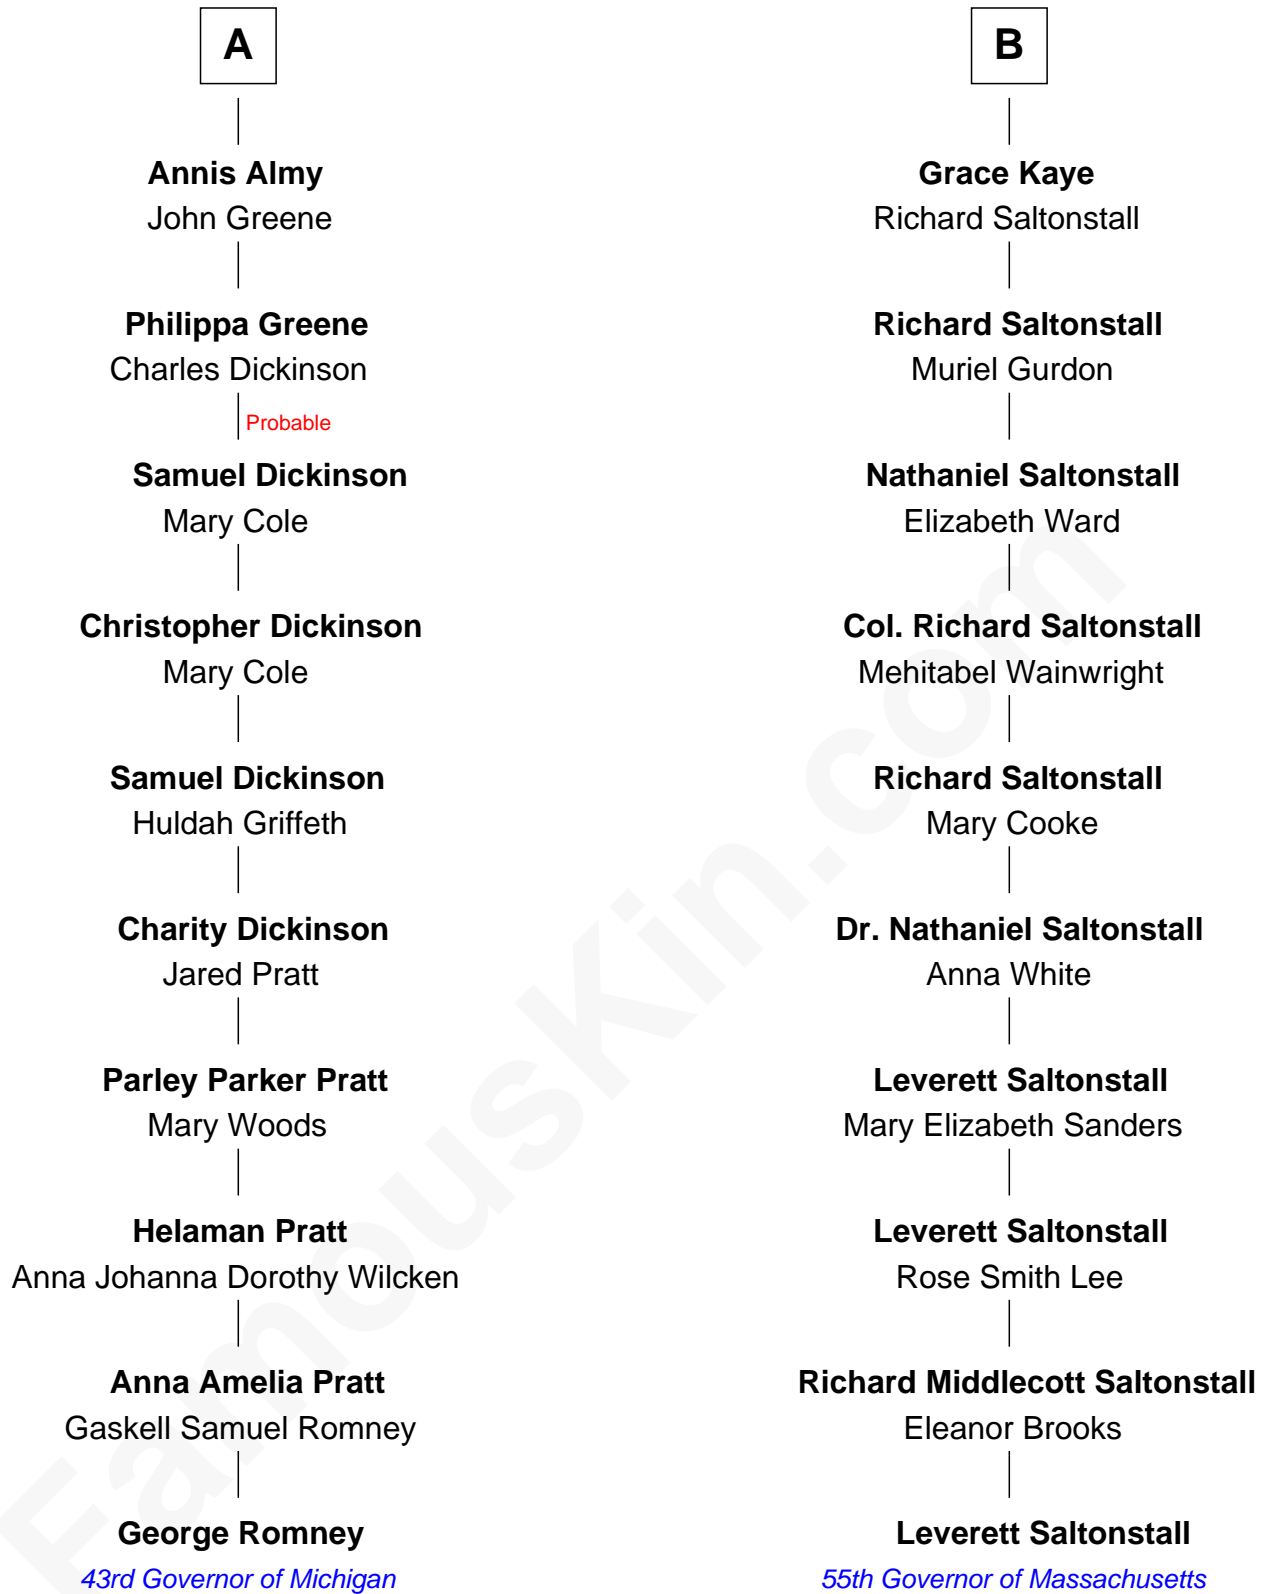 A
Annis Almy
John Greene
Philippa Greene
Charles Dickinson
Probable
Samuel Dickinson
Mary Cole
Christopher Dickinson
Mary Cole
Samuel Dickinson
Huldah Griffeth
Charity Dickinson
Jared Pratt
Parley Parker Pratt
Mary Woods
Helaman Pratt
Anna Johanna Dorothy Wilcken
Anna Amelia Pratt
Gaskell Samuel Romney
George Romney
43rd Governor of Michigan
B
Grace Kaye
Richard Saltonstall
Richard Saltonstall
Muriel Gurdon
Nathaniel Saltonstall
Elizabeth Ward
Col. Richard Saltonstall
Mehitabel Wainwright
Richard Saltonstall
Mary Cooke
Dr. Nathaniel Saltonstall
Anna White
Leverett Saltonstall
Mary Elizabeth Sanders
Leverett Saltonstall
Rose Smith Lee
Richard Middlecott Saltonstall
Eleanor Brooks
Leverett Saltonstall
55th Governor of Massachusetts
FamousKin.com